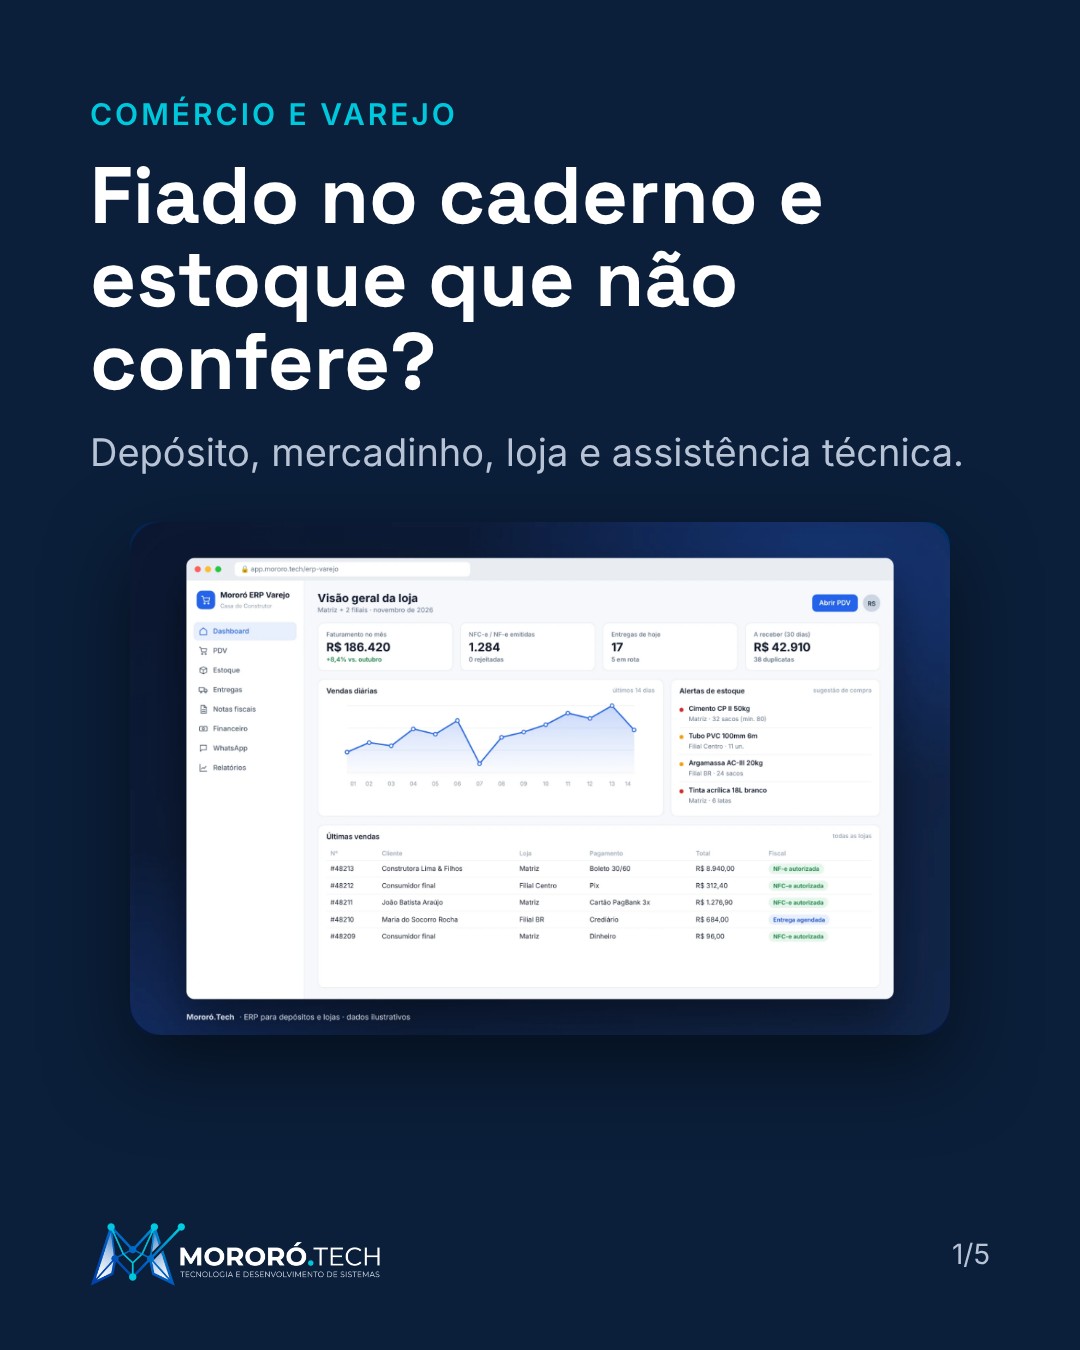 COMÉRCIO E VAREJO
Fiado no caderno e
estoque que não
confere?
Depósito, mercadinho, loja e assistência técnica.
app.mororo.tech/erp-varejo
Mororó ERP Varejo
Casa do Construtor
Dashboard
PDV
Estoque
Entregas
Notas fiscais
Financeiro
WhatsApp
Relatórios
Visão geral da loja
Matriz + 2 filiais · novembro de 2026
Abrir PDV
RS
Faturamento no mês
R$ 186.420
+8,4% vs. outubro
NFC-e / NF-e emitidas
1.284
0 rejeitadas
Entregas de hoje
17
5 em rota
A receber (30 dias)
R$ 42.910
38 duplicatas
Vendas diárias
últimos 14 dias
01 02 03 04 05 06 07 08 09 10 11 12 13 14
Alertas de estoque
sugestão de compra
Cimento CP II 50kg
Matriz · 32 sacos (mín. 80)
Tubo PVC 100mm 6m
Filial Centro · 11 un.
Argamassa AC-III 20kg
Filial BR · 24 sacos
Tinta acrílica 18L branco
Matriz · 6 latas
Últimas vendas
todas as lojas
Nº Cliente Loja Pagamento Total Fiscal
#48213 Construtora Lima & Filhos Matriz Boleto 30/60 R$ 8.940,00 NF-e autorizada
#48212 Consumidor final Filial Centro Pix R$ 312,40 NFC-e autorizada
#48211 João Batista Araújo Matriz Cartão PagBank 3x R$ 1.276,90 NFC-e autorizada
#48210 Maria do Socorro Rocha Filial BR Crediário R$ 684,00 Entrega agendada
#48209 Consumidor final Matriz Dinheiro R$ 96,00 NFC-e autorizada
Mororó.Tech · ERP para depósitos e lojas · dados ilustrativos
MORORÓ.TECH
TECNOLOGIA E DESENVOLVIMENTO DE SISTEMAS
1/5